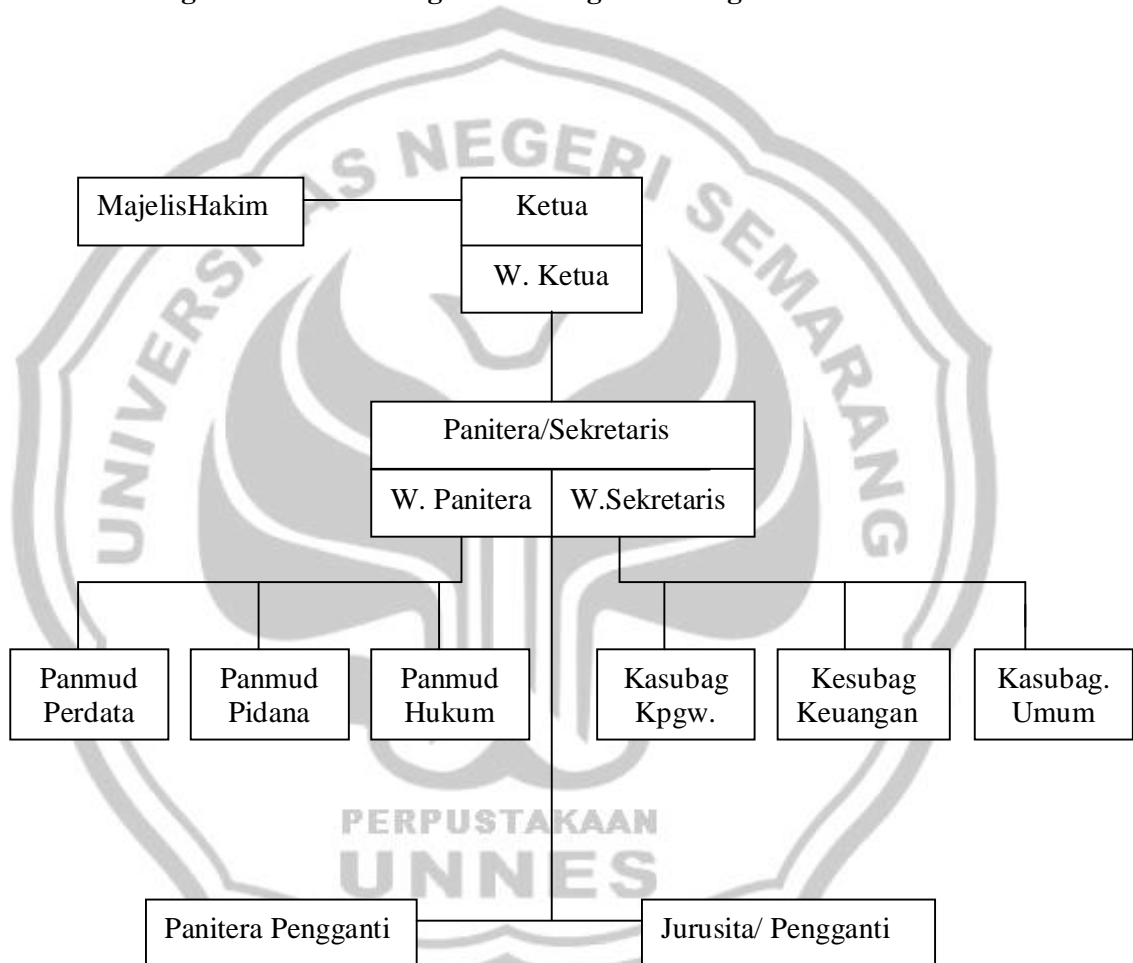 MajelisHakim
Ketua
W. Ketua
Panitera/Sekretaris
W. Panitera
W.Sekretaris
Panmud
Perdata
Panmud
Pidana
Panmud
Hukum
Kasubag
Kpgw.
Kesubag
Keuangan
Kasubag.
Umum
Panitera Pengganti
Jurusita/ Pengganti
UNIVERSITAS NEGERI SEMARANG
PERPUSTAKAAN
UNNES